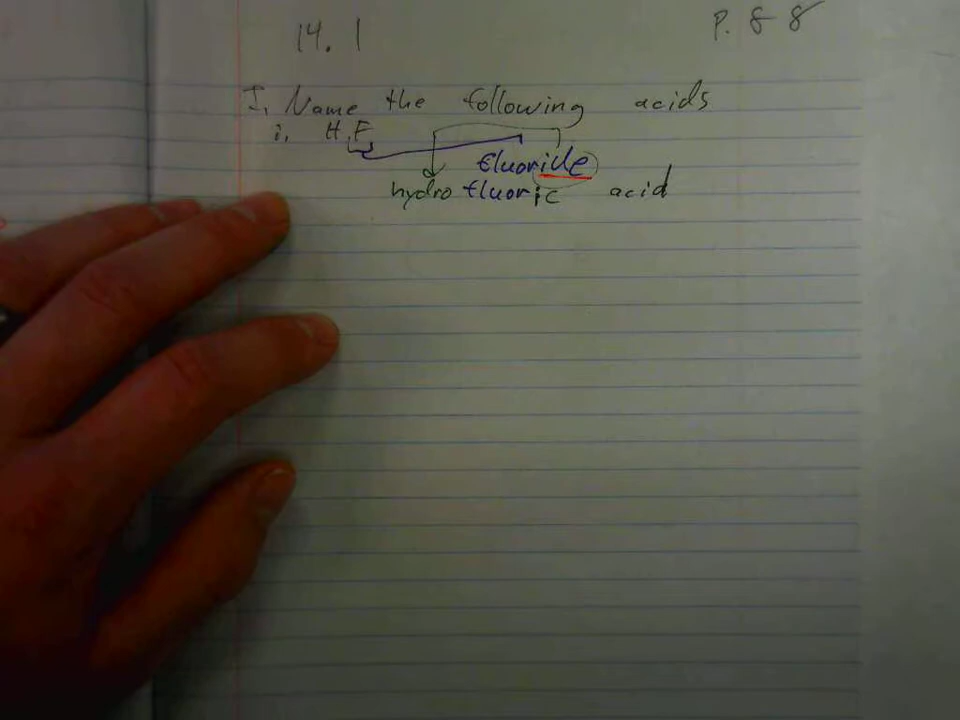 14.1
P. 88
I. Name the following acids
i. HF
fluoride
hydrofluoric acid